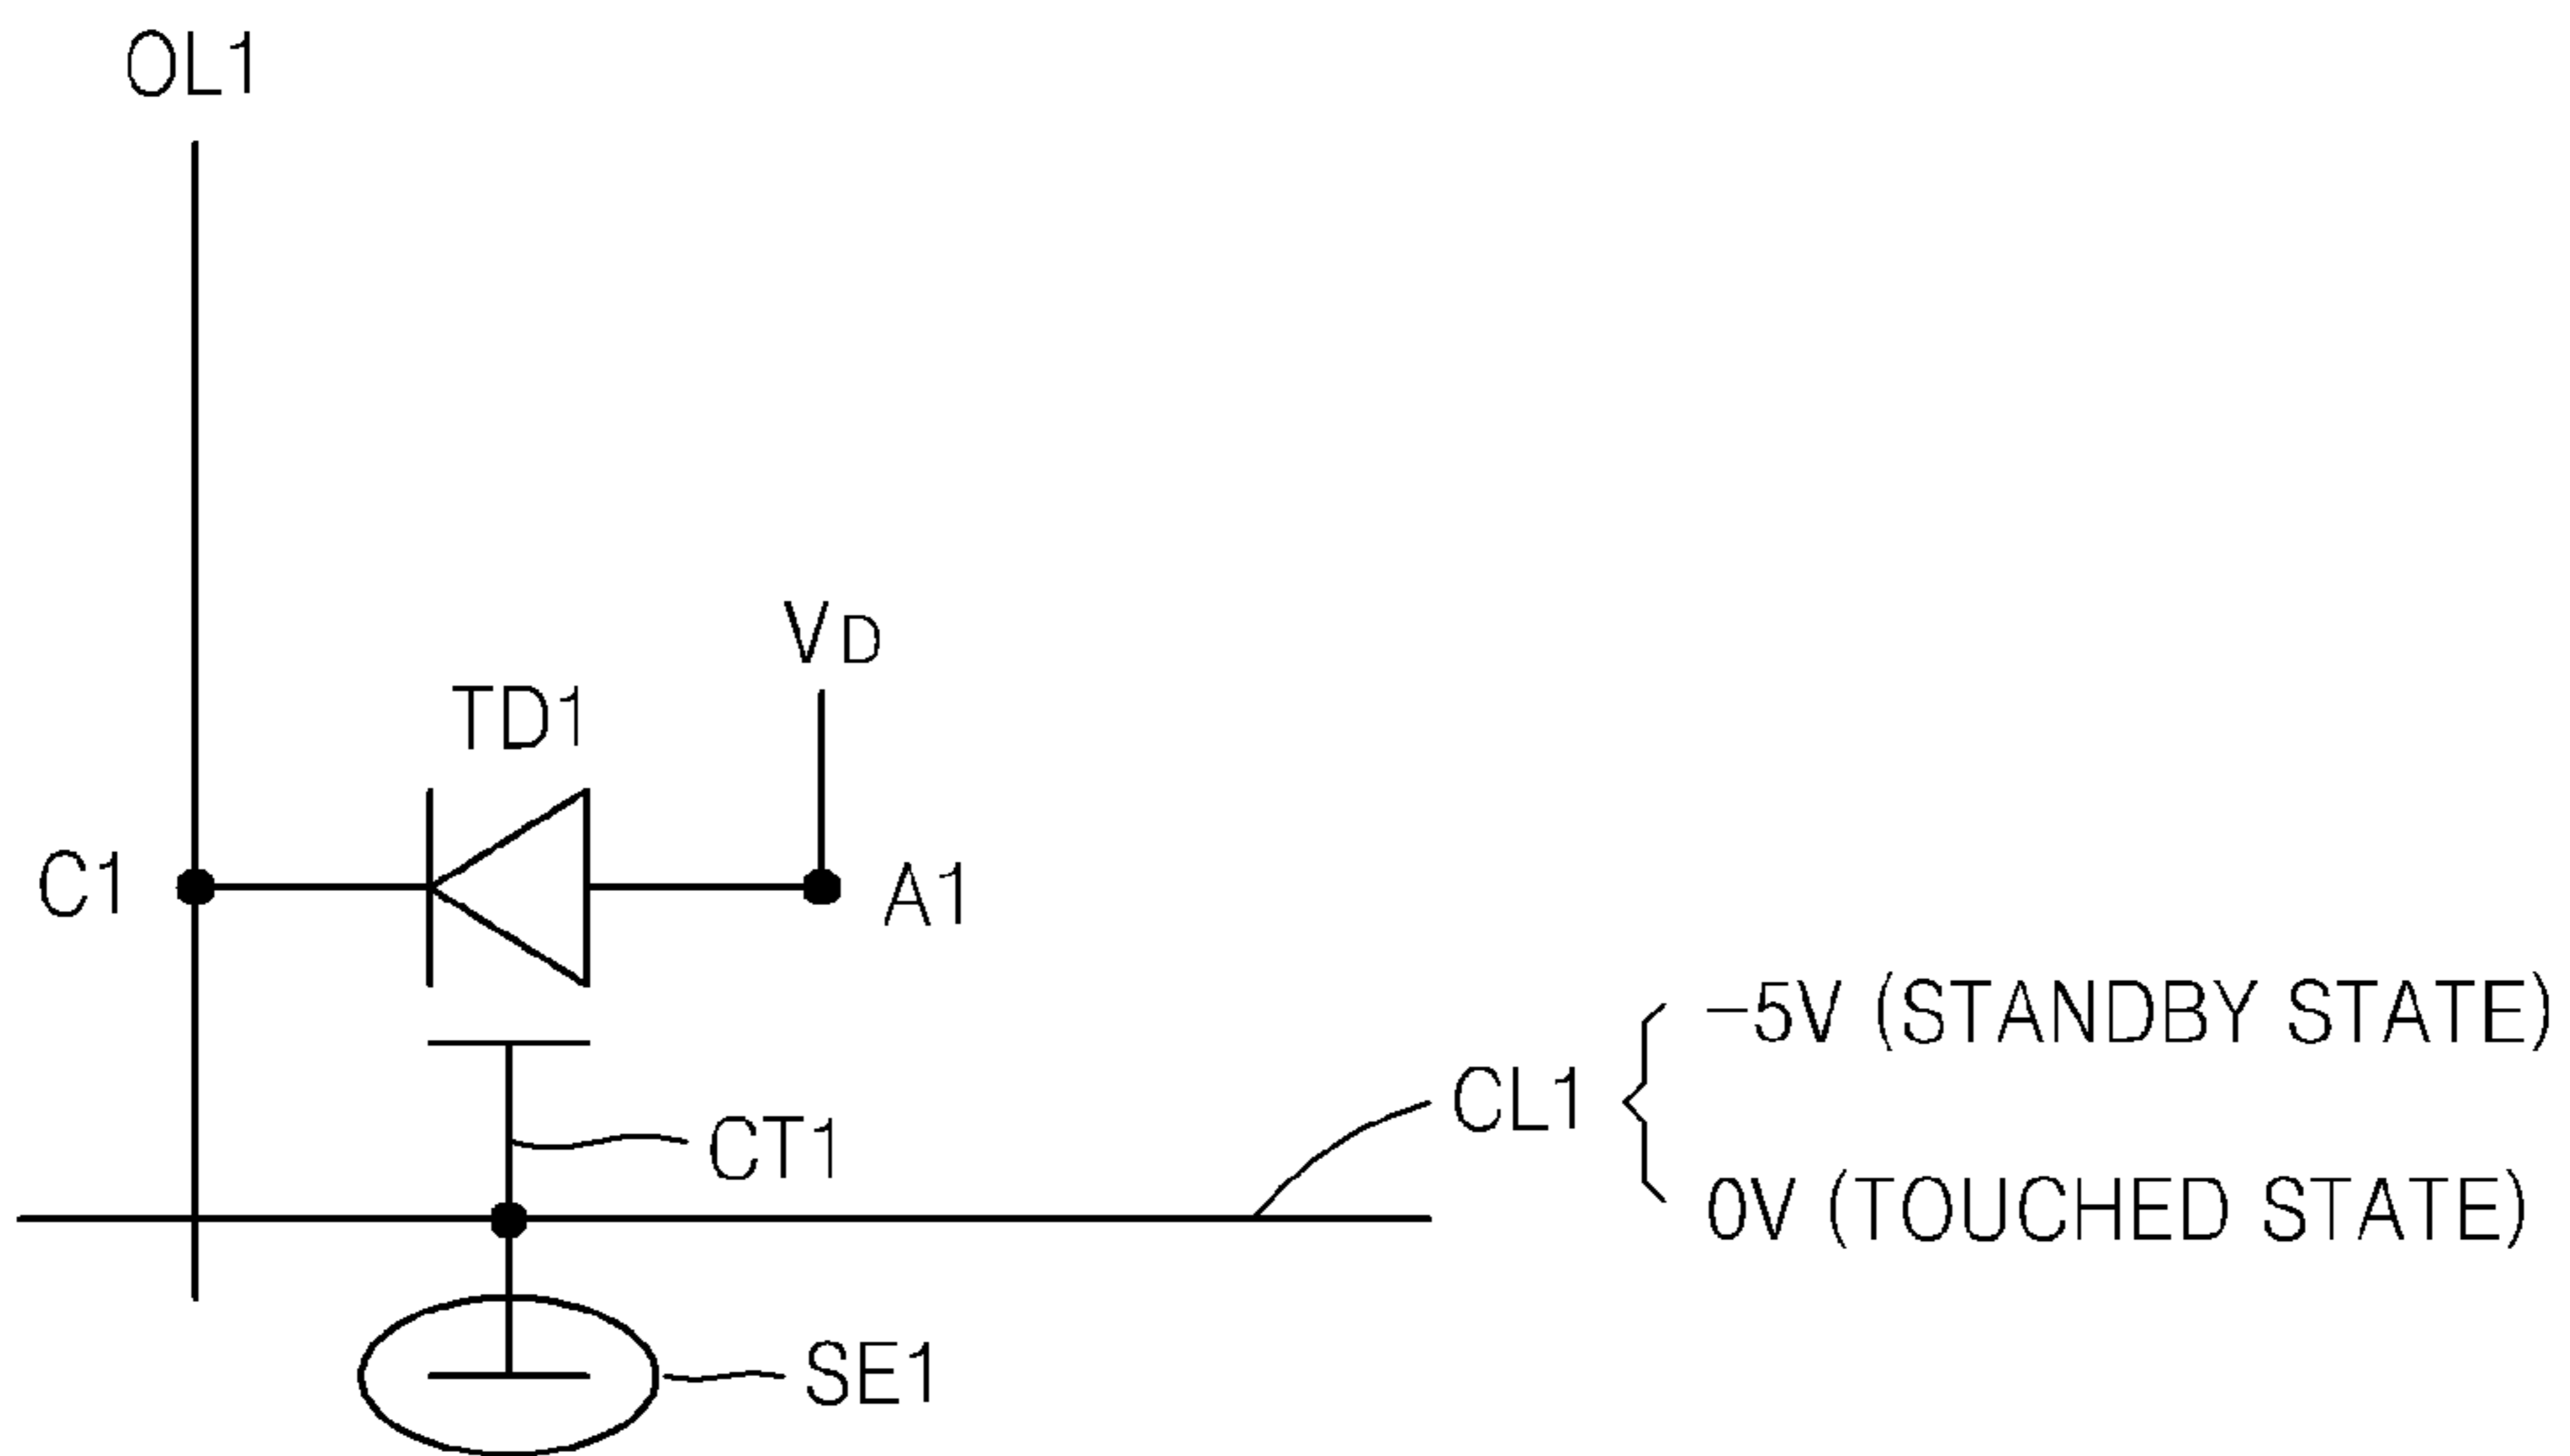 OL1
VD
TD1
C1
A1
−5V (STANDBY STATE)
CL1
CT1
0V (TOUCHED STATE)
SE1